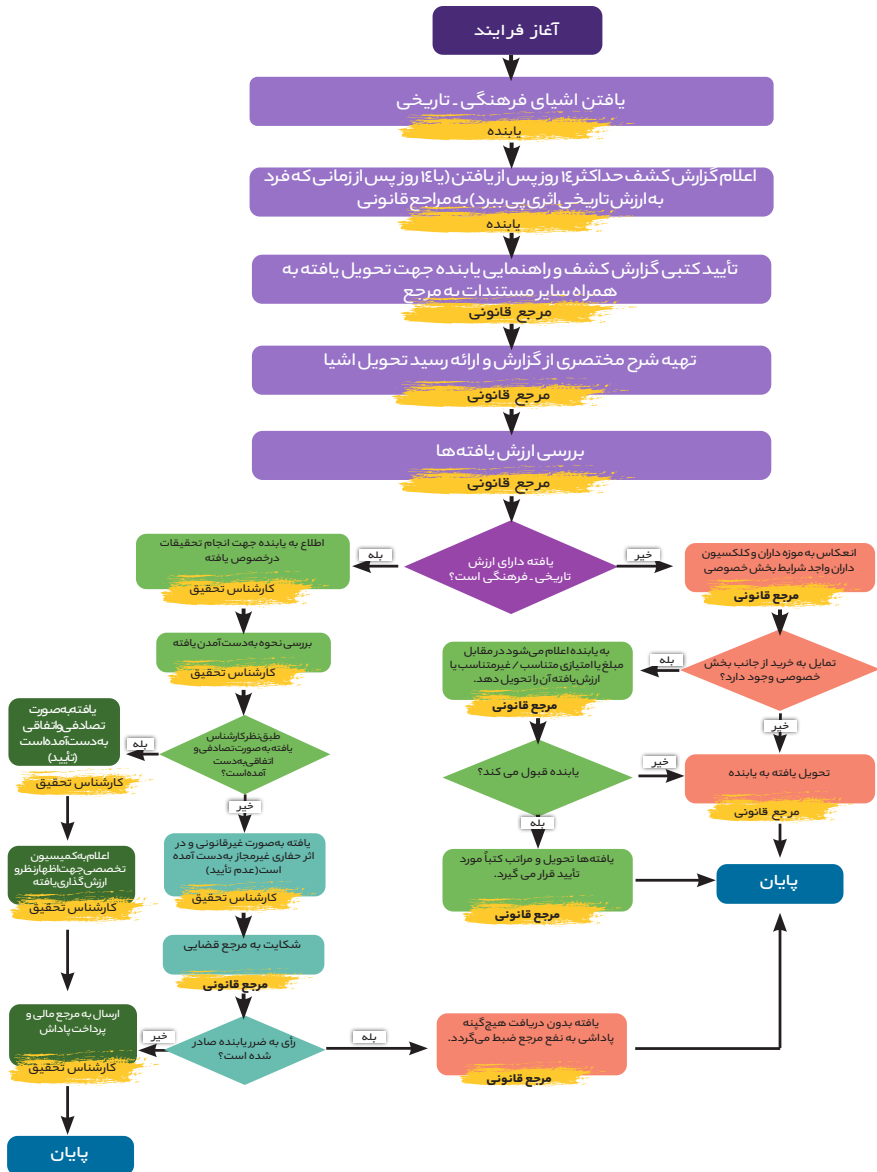 آغاز فرایند
یافتن اشیای فرهنگی ـ تاریخی
یابنده
اعلام گزارش کشف حداکثر ١٤ روز پس از یافتن (یا ١٤ روز پس از زمانی که فرد
به ارزش تاریخی اثری پی ببرد) به مراجع قانونی
یابنده
تأیید کتبی گزارش کشف و راهنمایی یابنده جهت تحویل یافته به
همراه سایر مستندات به مرجع
مرجع قانونی
تهیه شرح مختصری از گزارش و ارائه رسید تحویل اشیا
مرجع قانونی
بررسی ارزش یافته‌ها
مرجع قانونی
یافته دارای ارزش
تاریخی ـ فرهنگی است؟
خیر
بله
انعکاس به موزه داران و کلکسیون
داران واجد شرایط بخش خصوصی
مرجع قانونی
تمایل به خرید از جانب بخش
خصوصی وجود دارد؟
بله
خیر
به یابنده اعلام می‌شود در مقابل
مبلغ یا امتیازی متناسب / غیرمتناسب با
ارزش یافته آن را تحویل دهد.
مرجع قانونی
یابنده قبول می کند؟
خیر
بله
تحویل یافته به یابنده
مرجع قانونی
یافته‌ها تحویل و مراتب کتباً مورد
تأیید قرار می گیرد.
مرجع قانونی
پایان
اطلاع به یابنده جهت انجام تحقیقات
درخصوص یافته
کارشناس تحقیق
بررسی نحوه به‌دست آمدن یافته
کارشناس تحقیق
طبق نظر کارشناس
یافته به‌صورت تصادفی و
اتفاقی به‌دست
آمده است؟
بله
خیر
یافته به‌صورت
تصادفی و اتفاقی
به‌دست آمده است
(تأیید)
کارشناس تحقیق
اعلام به کمیسیون
تخصصی جهت اظهار نظر و
ارزش گذاری یافته
کارشناس تحقیق
یافته به‌صورت غیرقانونی و در
اثر حفاری غیرمجاز به‌دست آمده
است (عدم تأیید)
کارشناس تحقیق
شکایت به مرجع قضایی
مرجع قانونی
رأی به ضرر یابنده صادر
شده است؟
خیر
بله
ارسال به مرجع مالی و
پرداخت پاداش
کارشناس تحقیق
پایان
یافته بدون دریافت هیچ‌گینه
پاداشی به نفع مرجع ضبط می‌گردد.
مرجع قانونی